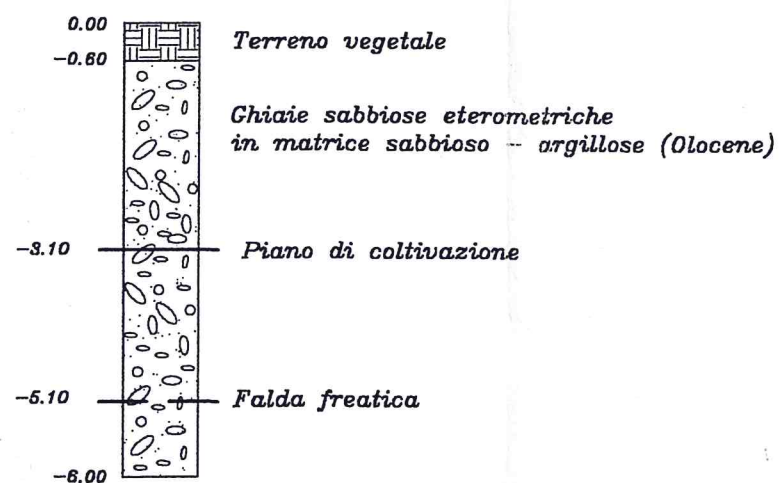 0.00
-0.60
Terreno vegetale
Ghiaie sabbiose eterometriche
in matrice sabbioso - argillose (Olocene)
-3.10
Piano di coltivazione
-5.10
Falda freatica
-6.00